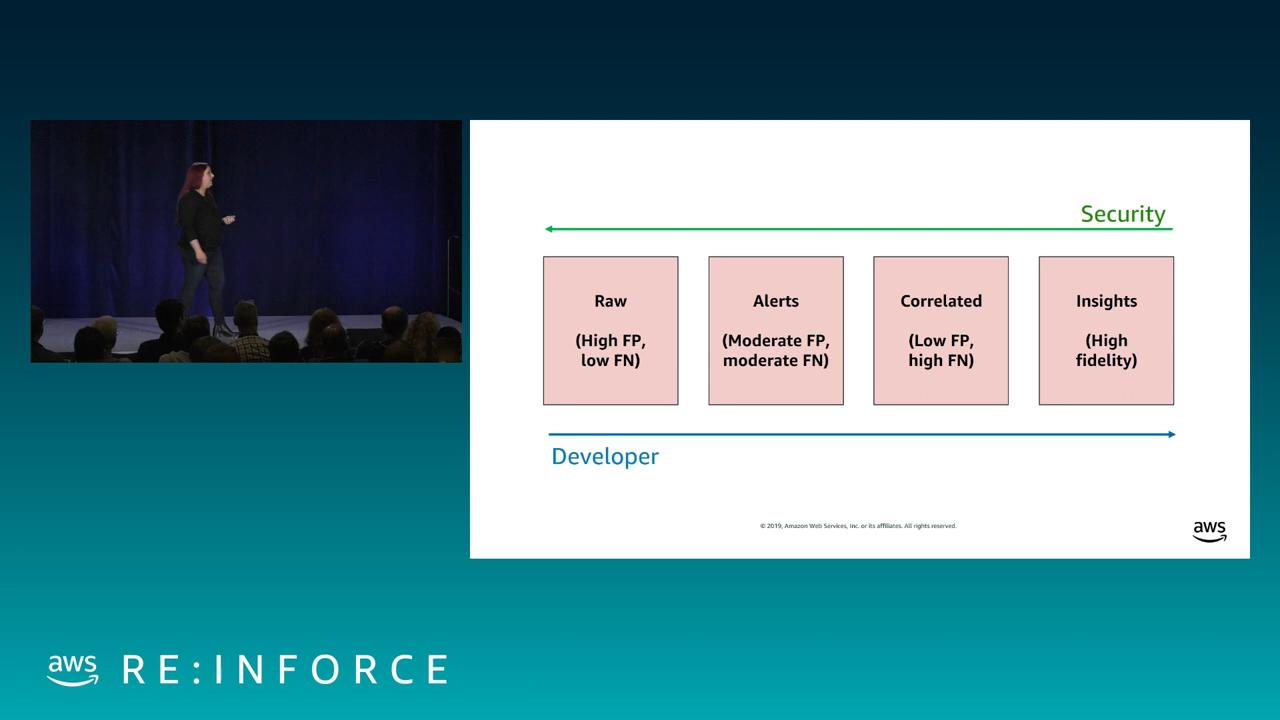 Security
Raw
(High FP,
low FN)
Alerts
(Moderate FP,
moderate FN)
Correlated
(Low FP,
high FN)
Insights
(High
fidelity)
Developer
© 2019, Amazon Web Services, Inc. or its affiliates. All rights reserved.
aws
aws RE:INFORCE